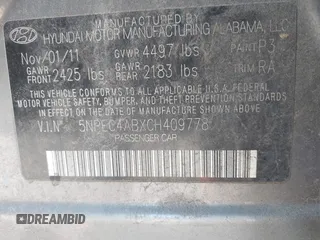 HYUNDAI MOTOR MANUFACTURING ALABAMA, LLC
Nov/01/11 GVWR 4497 lbs PAINT P3
GAWR FRONT 2425 lbs GAWR REAR 2183 lbs TRIM RA
THIS VEHICLE CONFORMS TO ALL APPLICABLE U.S.A. FEDERAL
MOTOR VEHICLE SAFETY, BUMPER, AND THEFT PREVENTION
STANDARDS IN EFFECT ON THE DATE OF MANUFACTURE SHOWN ABOVE.
V.I.N: 5NPEC4ABXCH409778
PASSENGER CAR
DREAMBID